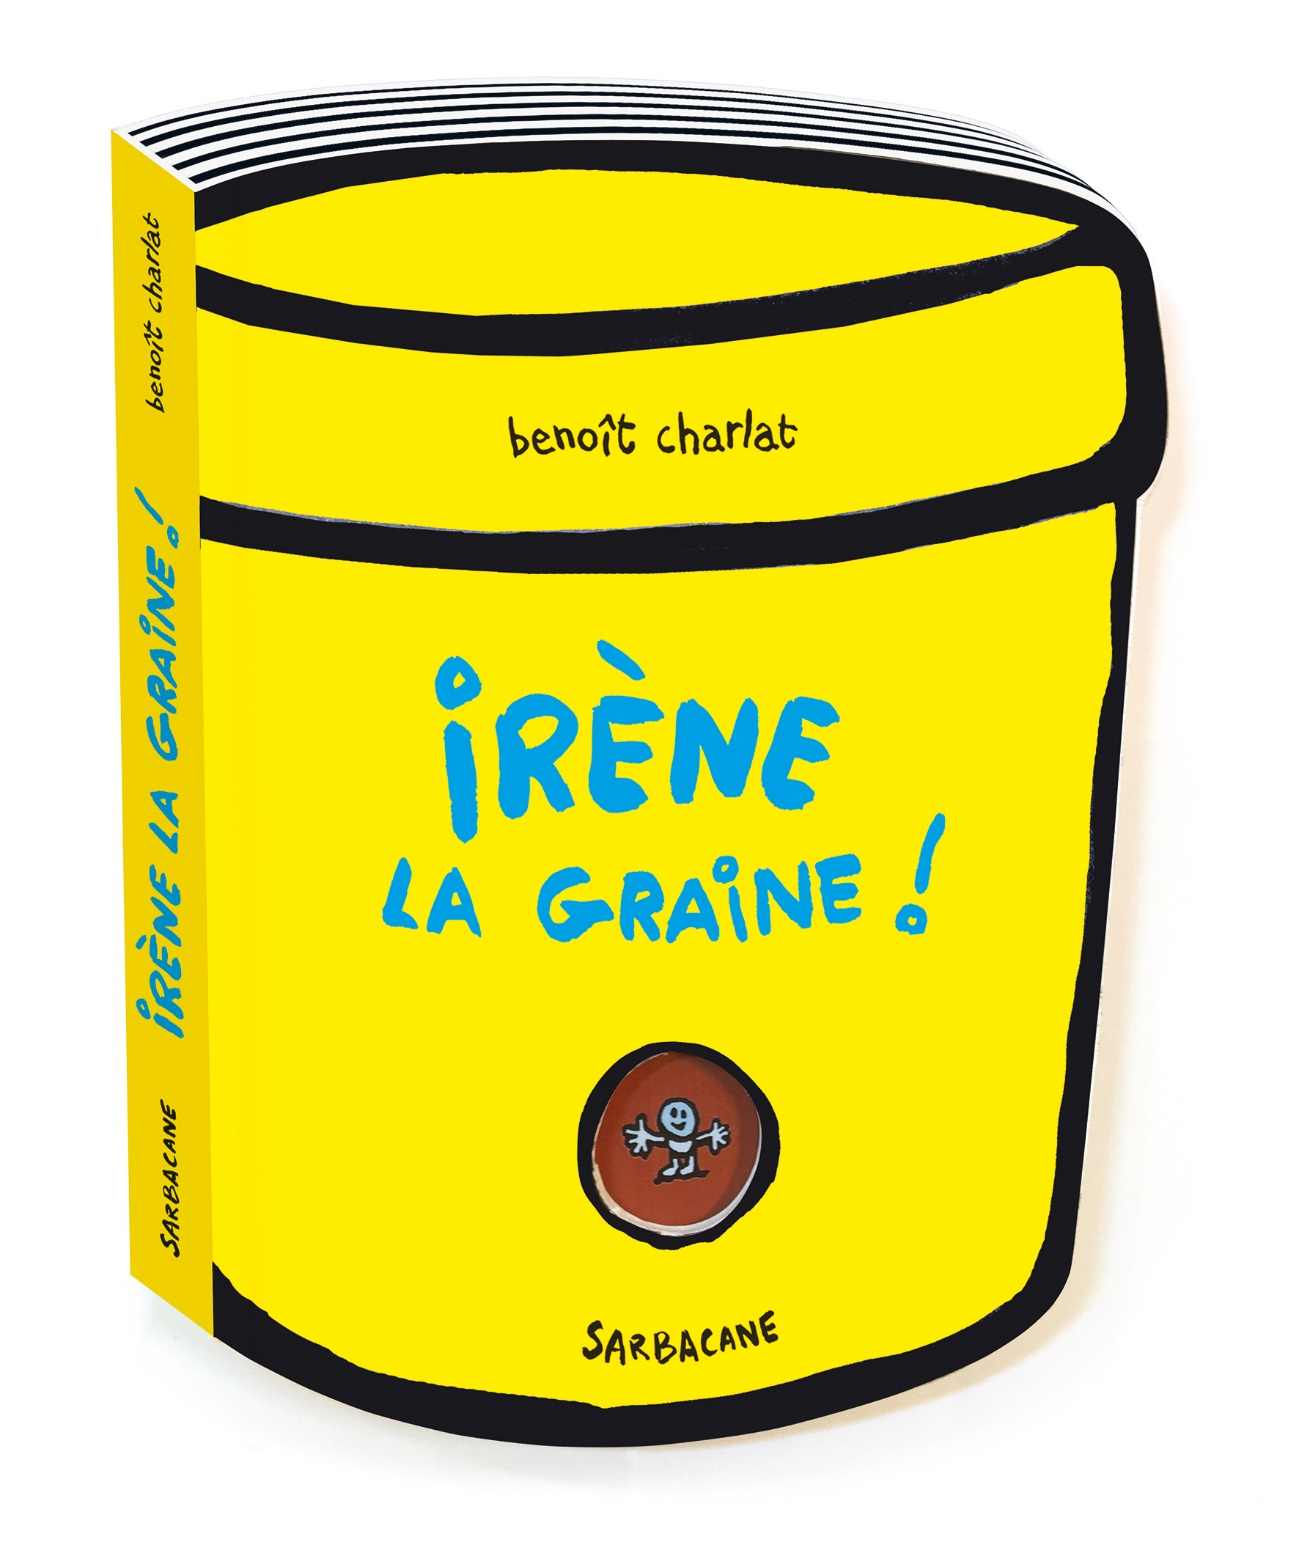 benoît charlat
iRÈNE LA GRAiNE !
SARBACANE
benoît charlat
iRÈNE
LA GRAiNE !
SARBACANE